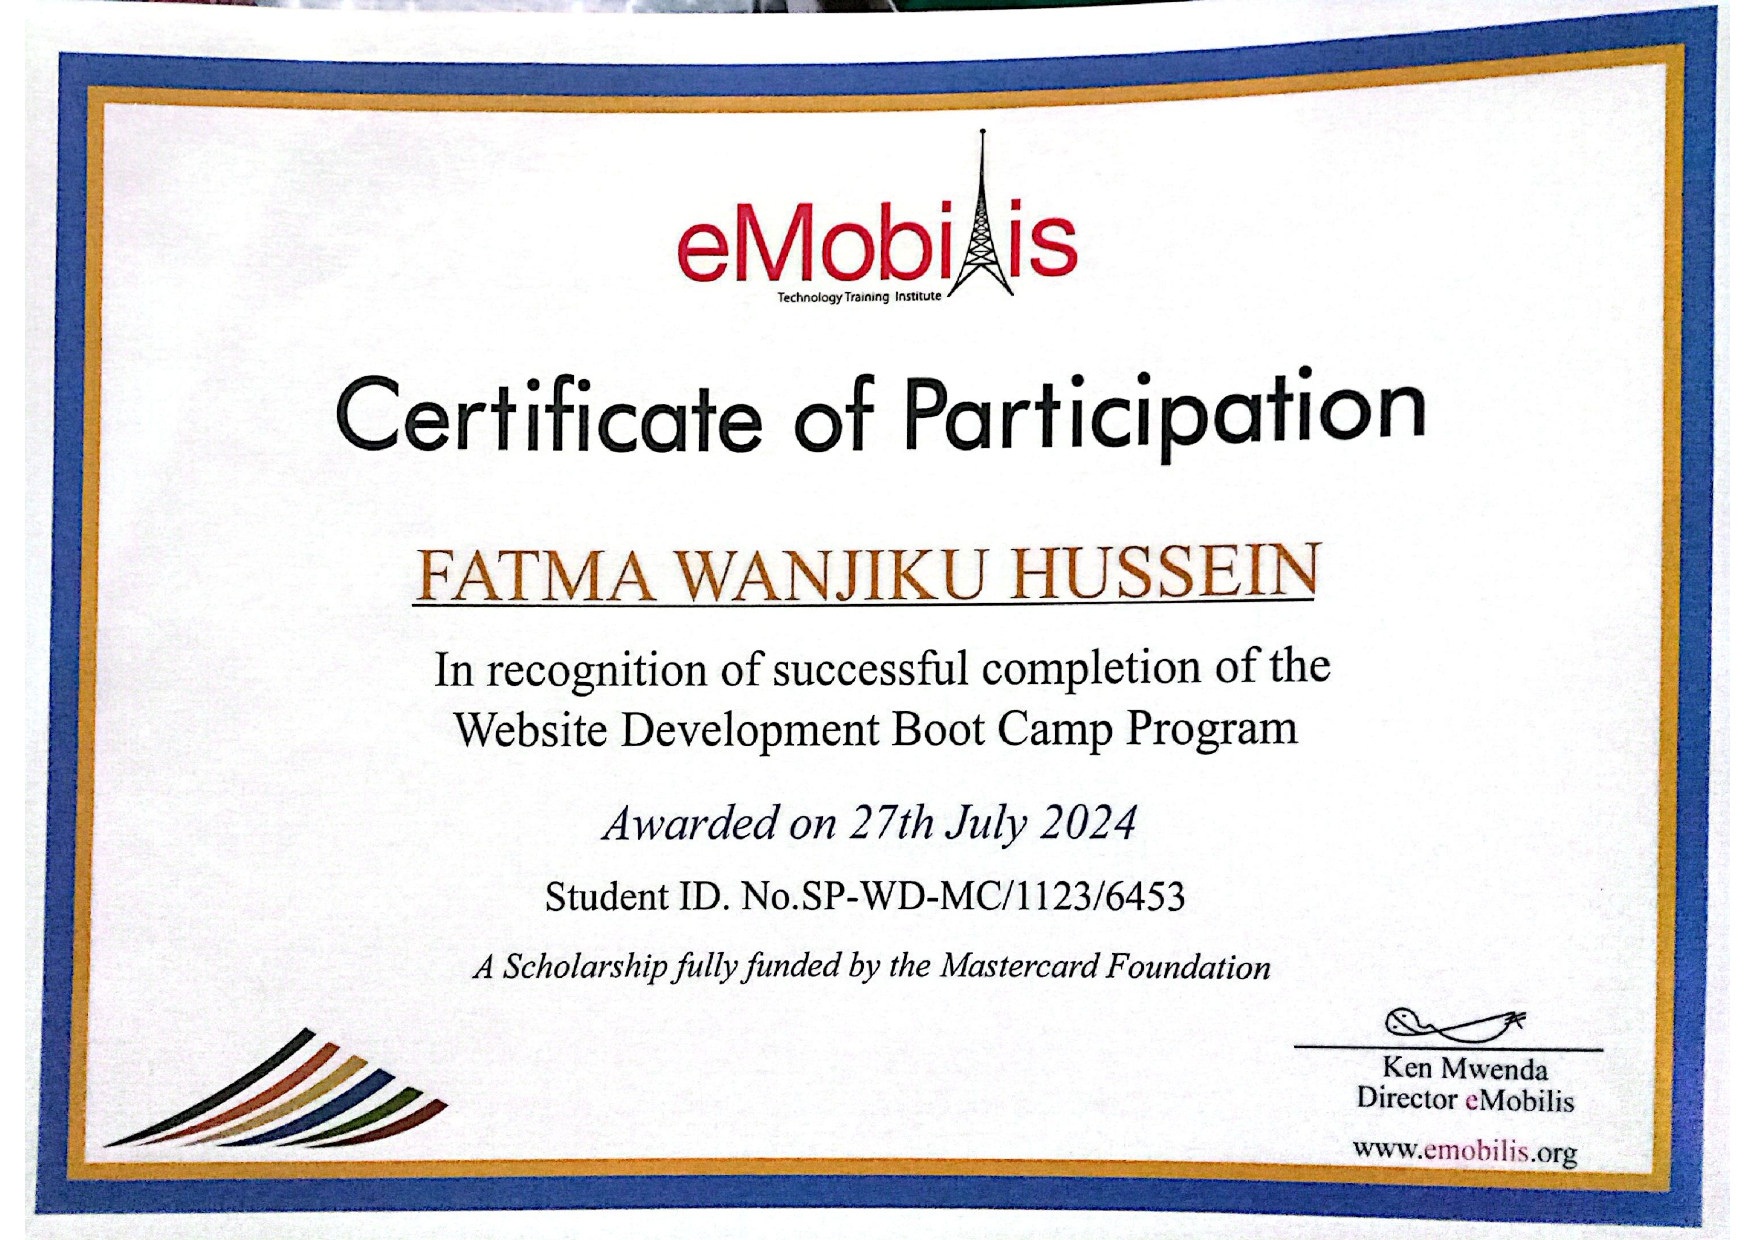 eMobilis
Technology Training Institute
Certificate of Participation
FATMA WANJIKU HUSSEIN
In recognition of successful completion of the
Website Development Boot Camp Program
Awarded on 27th July 2024
Student ID. No.SP-WD-MC/1123/6453
A Scholarship fully funded by the Mastercard Foundation
Ken Mwenda
Director eMobilis
www.emobilis.org